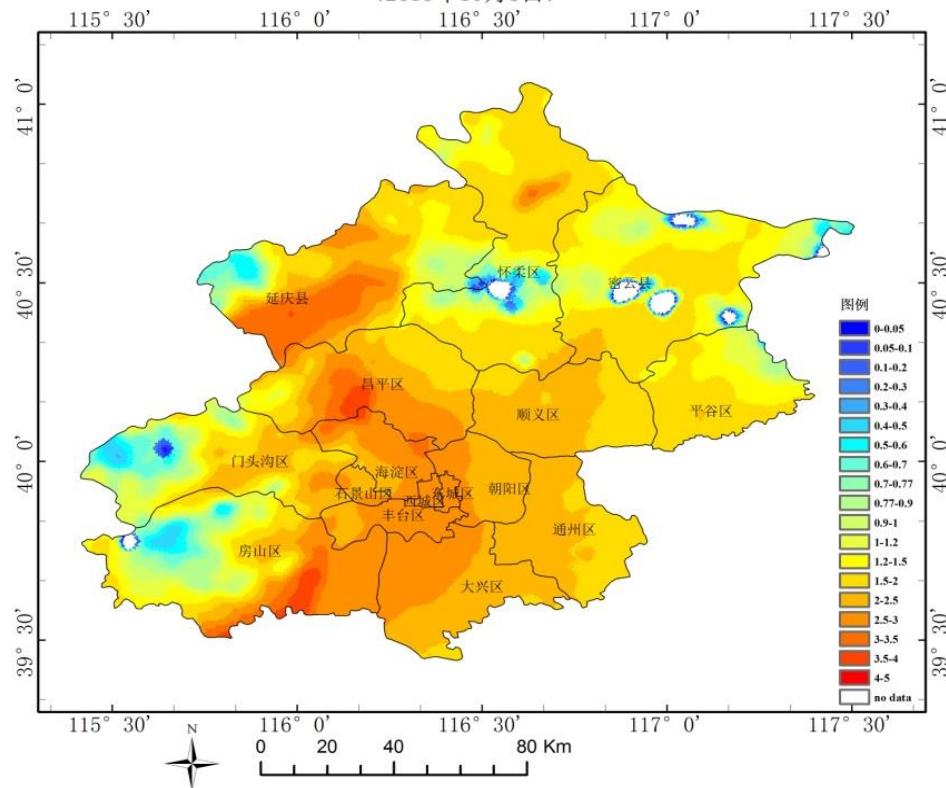 115° 30′ 116° 0′ 116° 30′ 117° 0′ 117° 30′
41° 0′ 41° 0′
40° 30′ 40° 30′
40° 0′ 40° 0′
39° 30′ 39° 30′
怀柔区
密云县
延庆县
昌平区
顺义区
平谷区
门头沟区
海淀区
石景山区
西城区
东城区
朝阳区
丰台区
通州区
房山区
大兴区
图例
0-0.05
0.05-0.1
0.1-0.2
0.2-0.3
0.3-0.4
0.4-0.5
0.5-0.6
0.6-0.7
0.7-0.77
0.77-0.9
0.9-1
1-1.2
1.2-1.5
1.5-2
2-2.5
2.5-3
3-3.5
3.5-4
4-5
no data
115° 30′ 116° 0′ 116° 30′ 117° 0′ 117° 30′
N
0 20 40 80 Km